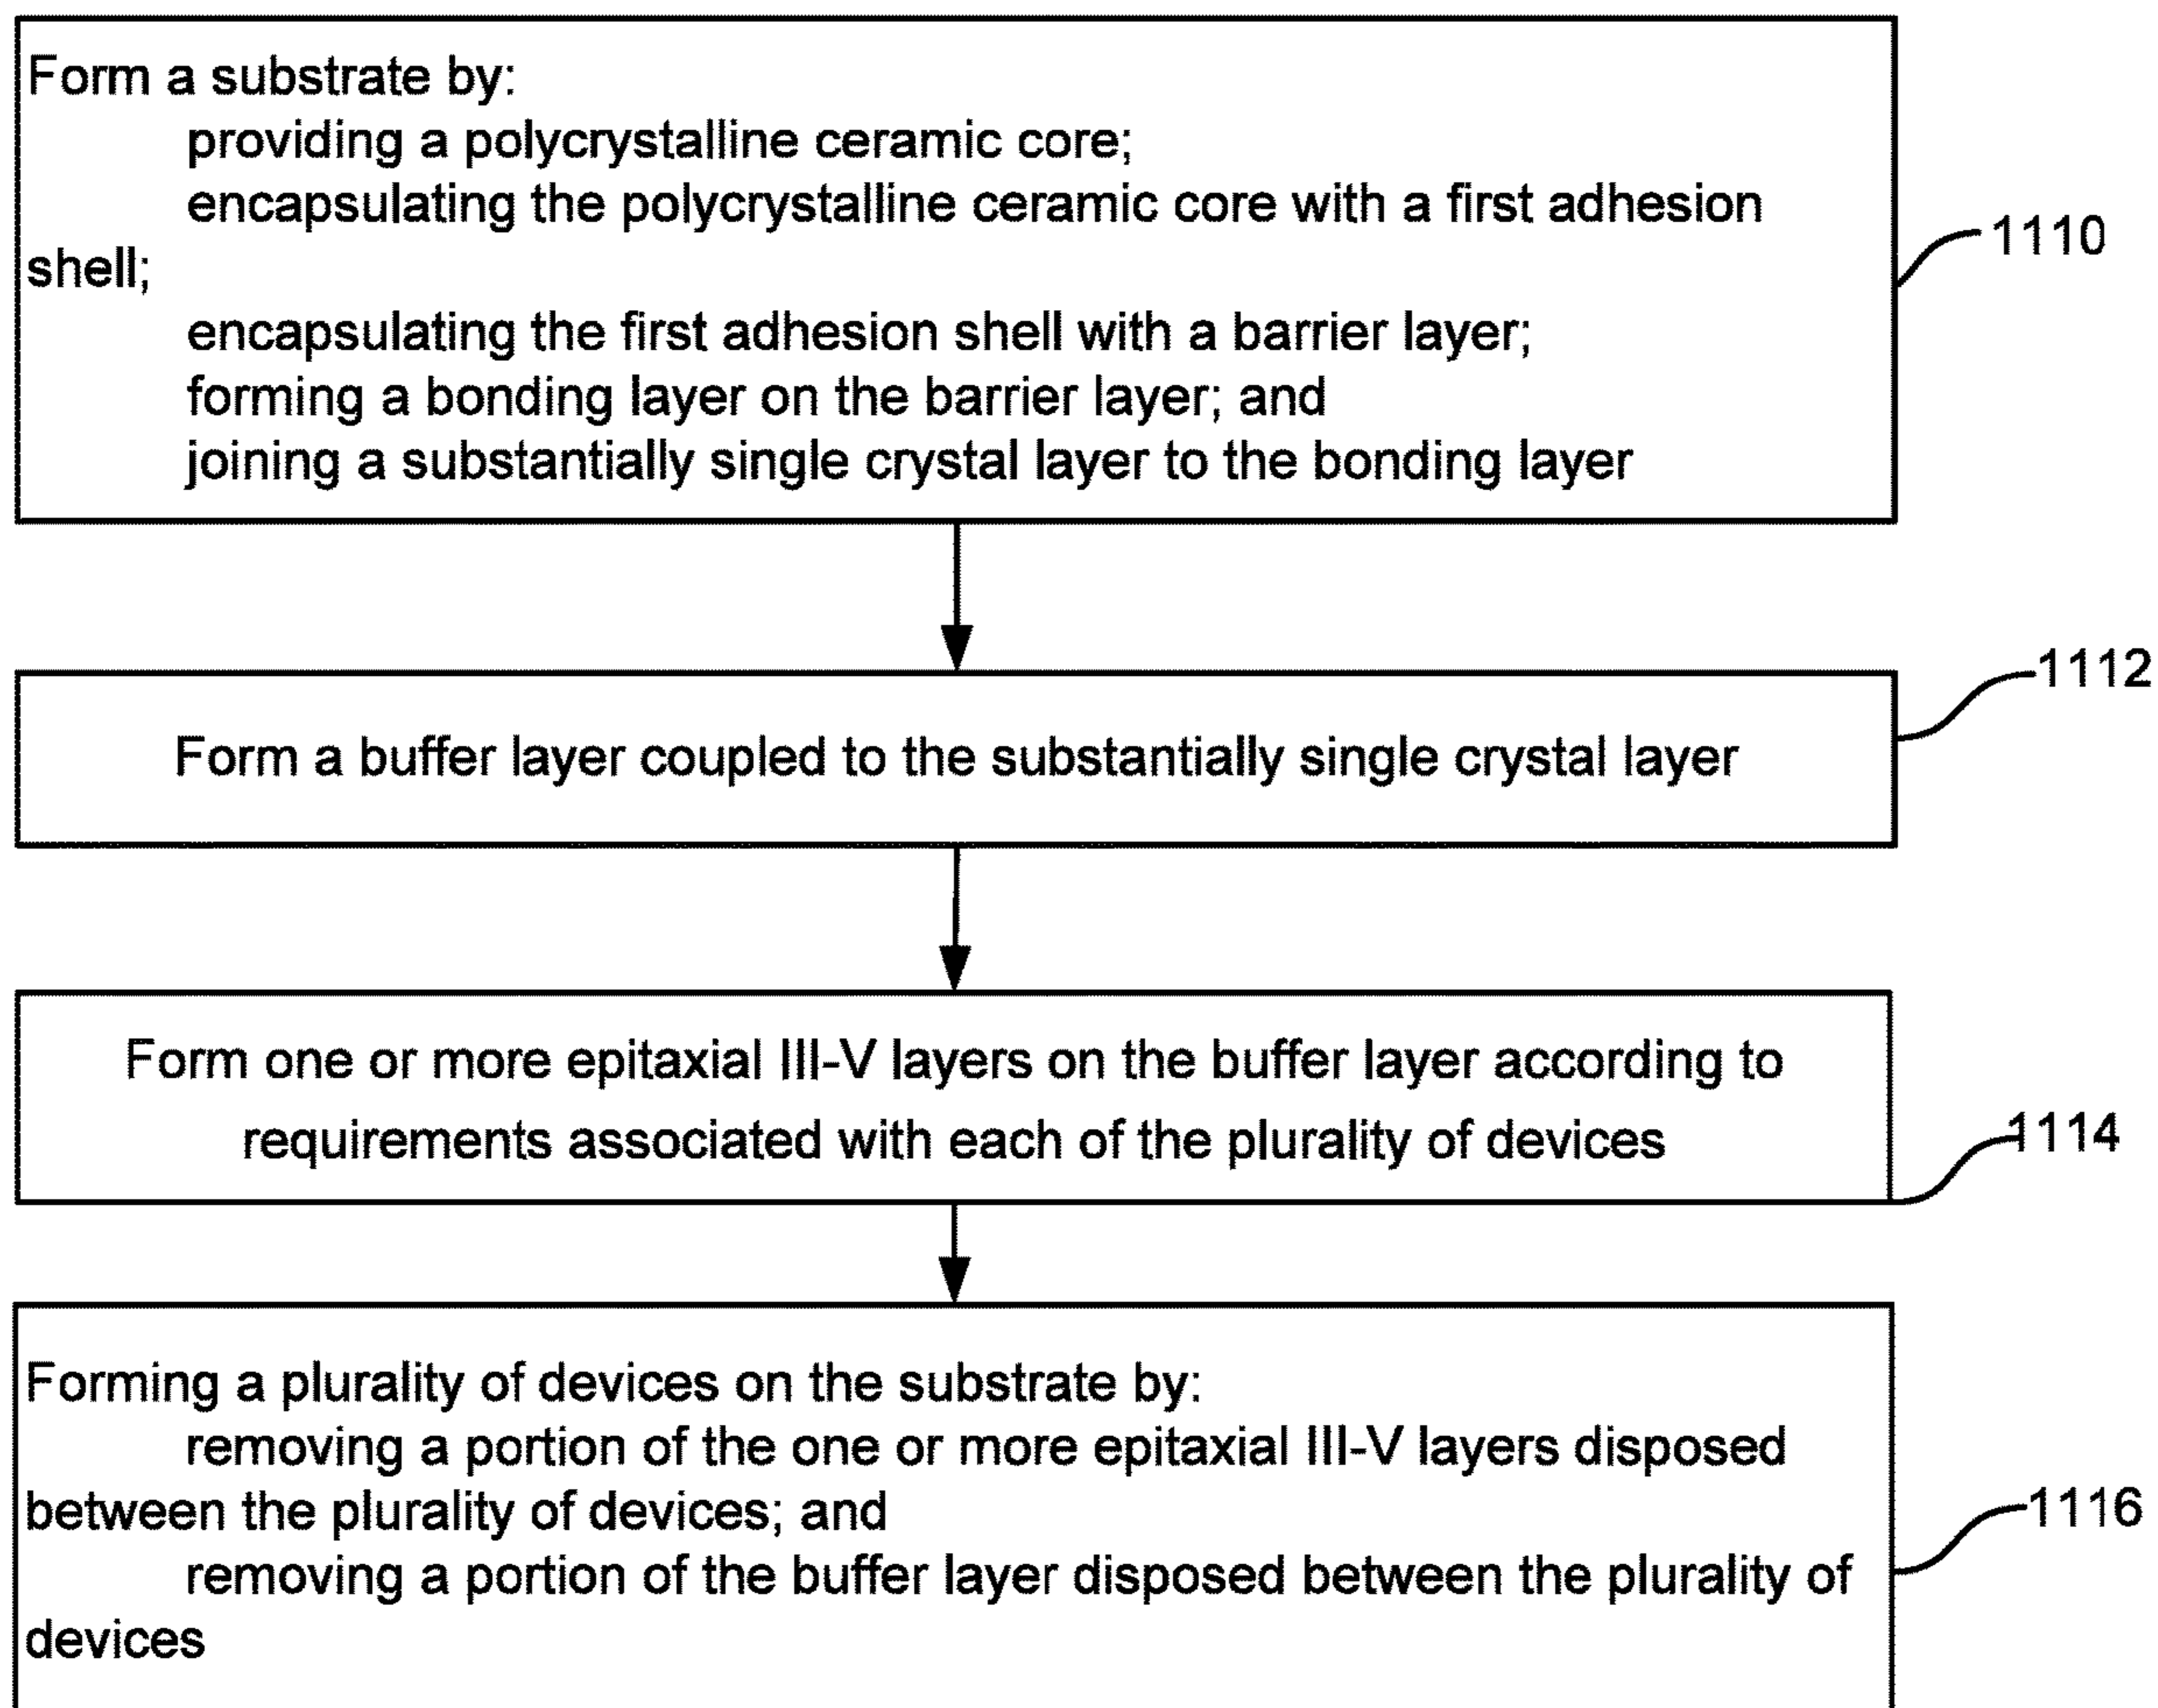 Form a substrate by:
providing a polycrystalline ceramic core;
encapsulating the polycrystalline ceramic core with a first adhesion
shell;
encapsulating the first adhesion shell with a barrier layer;
forming a bonding layer on the barrier layer; and
joining a substantially single crystal layer to the bonding layer
1110
Form a buffer layer coupled to the substantially single crystal layer
1112
Form one or more epitaxial III-V layers on the buffer layer according to
requirements associated with each of the plurality of devices
1114
Forming a plurality of devices on the substrate by:
removing a portion of the one or more epitaxial III-V layers disposed
between the plurality of devices; and
removing a portion of the buffer layer disposed between the plurality of
devices
1116